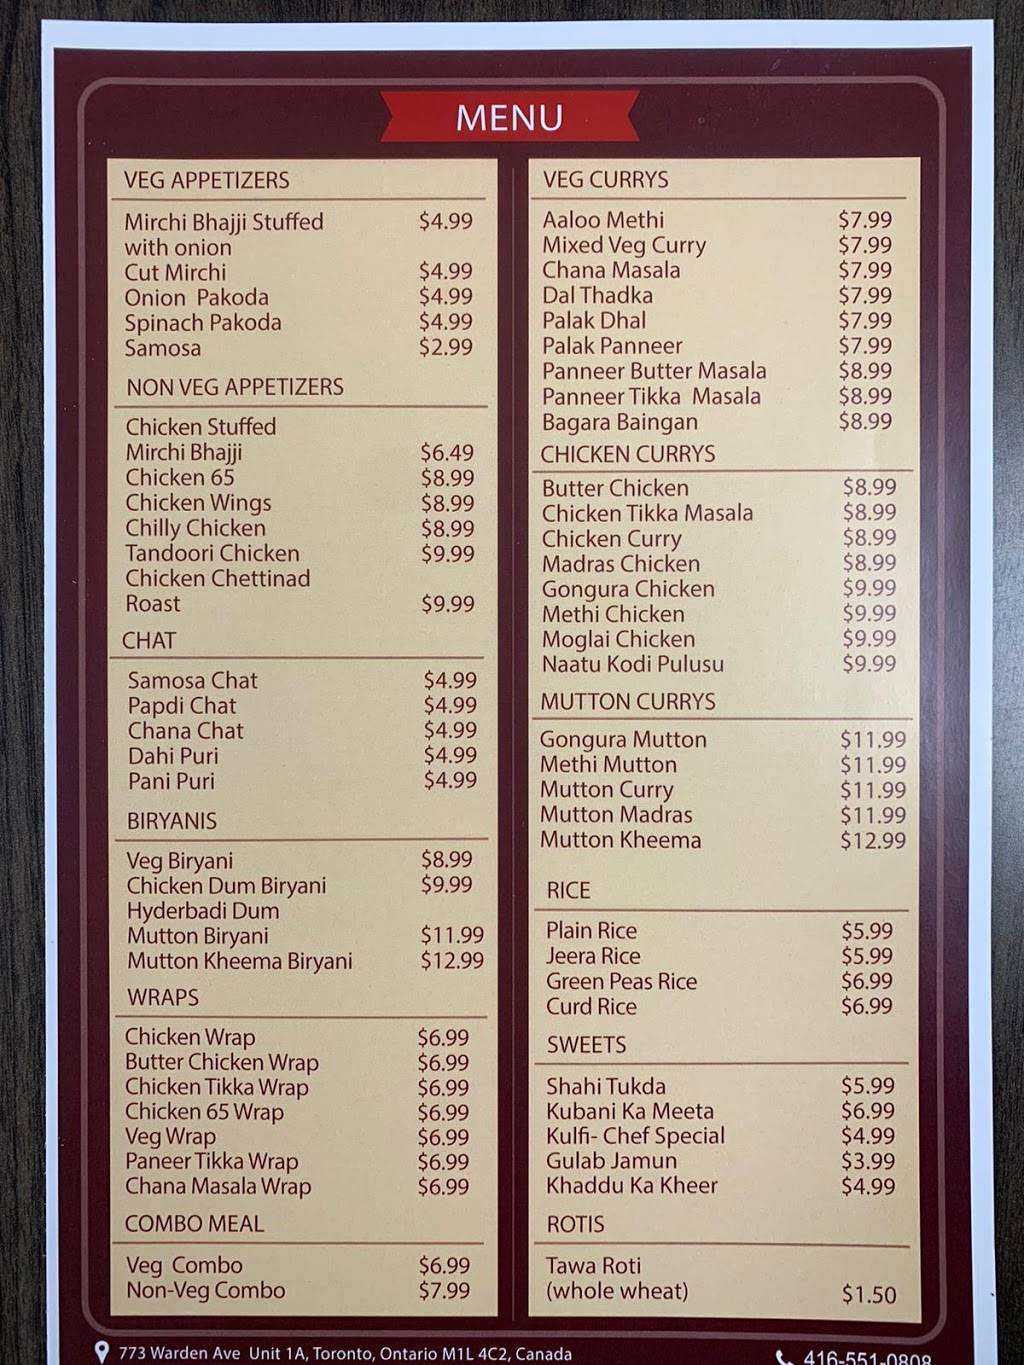 MENU
VEG APPETIZERS
Mirchi Bhajji Stuffed $4.99
with onion
Cut Mirchi $4.99
Onion Pakoda $4.99
Spinach Pakoda $4.99
Samosa $2.99
NON VEG APPETIZERS
Chicken Stuffed
Mirchi Bhajji $6.49
Chicken 65 $8.99
Chicken Wings $8.99
Chilly Chicken $8.99
Tandoori Chicken $9.99
Chicken Chettinad
Roast $9.99
CHAT
Samosa Chat $4.99
Papdi Chat $4.99
Chana Chat $4.99
Dahi Puri $4.99
Pani Puri $4.99
BIRYANIS
Veg Biryani $8.99
Chicken Dum Biryani $9.99
Hyderbadi Dum
Mutton Biryani $11.99
Mutton Kheema Biryani $12.99
WRAPS
Chicken Wrap $6.99
Butter Chicken Wrap $6.99
Chicken Tikka Wrap $6.99
Chicken 65 Wrap $6.99
Veg Wrap $6.99
Paneer Tikka Wrap $6.99
Chana Masala Wrap $6.99
COMBO MEAL
Veg Combo $6.99
Non-Veg Combo $7.99
VEG CURRYS
Aaloo Methi $7.99
Mixed Veg Curry $7.99
Chana Masala $7.99
Dal Thadka $7.99
Palak Dhal $7.99
Palak Panneer $7.99
Panneer Butter Masala $8.99
Panneer Tikka Masala $8.99
Bagara Baingan $8.99
CHICKEN CURRYS
Butter Chicken $8.99
Chicken Tikka Masala $8.99
Chicken Curry $8.99
Madras Chicken $8.99
Gongura Chicken $9.99
Methi Chicken $9.99
Moglai Chicken $9.99
Naatu Kodi Pulusu $9.99
MUTTON CURRYS
Gongura Mutton $11.99
Methi Mutton $11.99
Mutton Curry $11.99
Mutton Madras $11.99
Mutton Kheema $12.99
RICE
Plain Rice $5.99
Jeera Rice $5.99
Green Peas Rice $6.99
Curd Rice $6.99
SWEETS
Shahi Tukda $5.99
Kubani Ka Meeta $6.99
Kulfi- Chef Special $4.99
Gulab Jamun $3.99
Khaddu Ka Kheer $4.99
ROTIS
Tawa Roti
(whole wheat) $1.50
773 Warden Ave Unit 1A, Toronto, Ontario M1L 4C2, Canada
416-551-0808